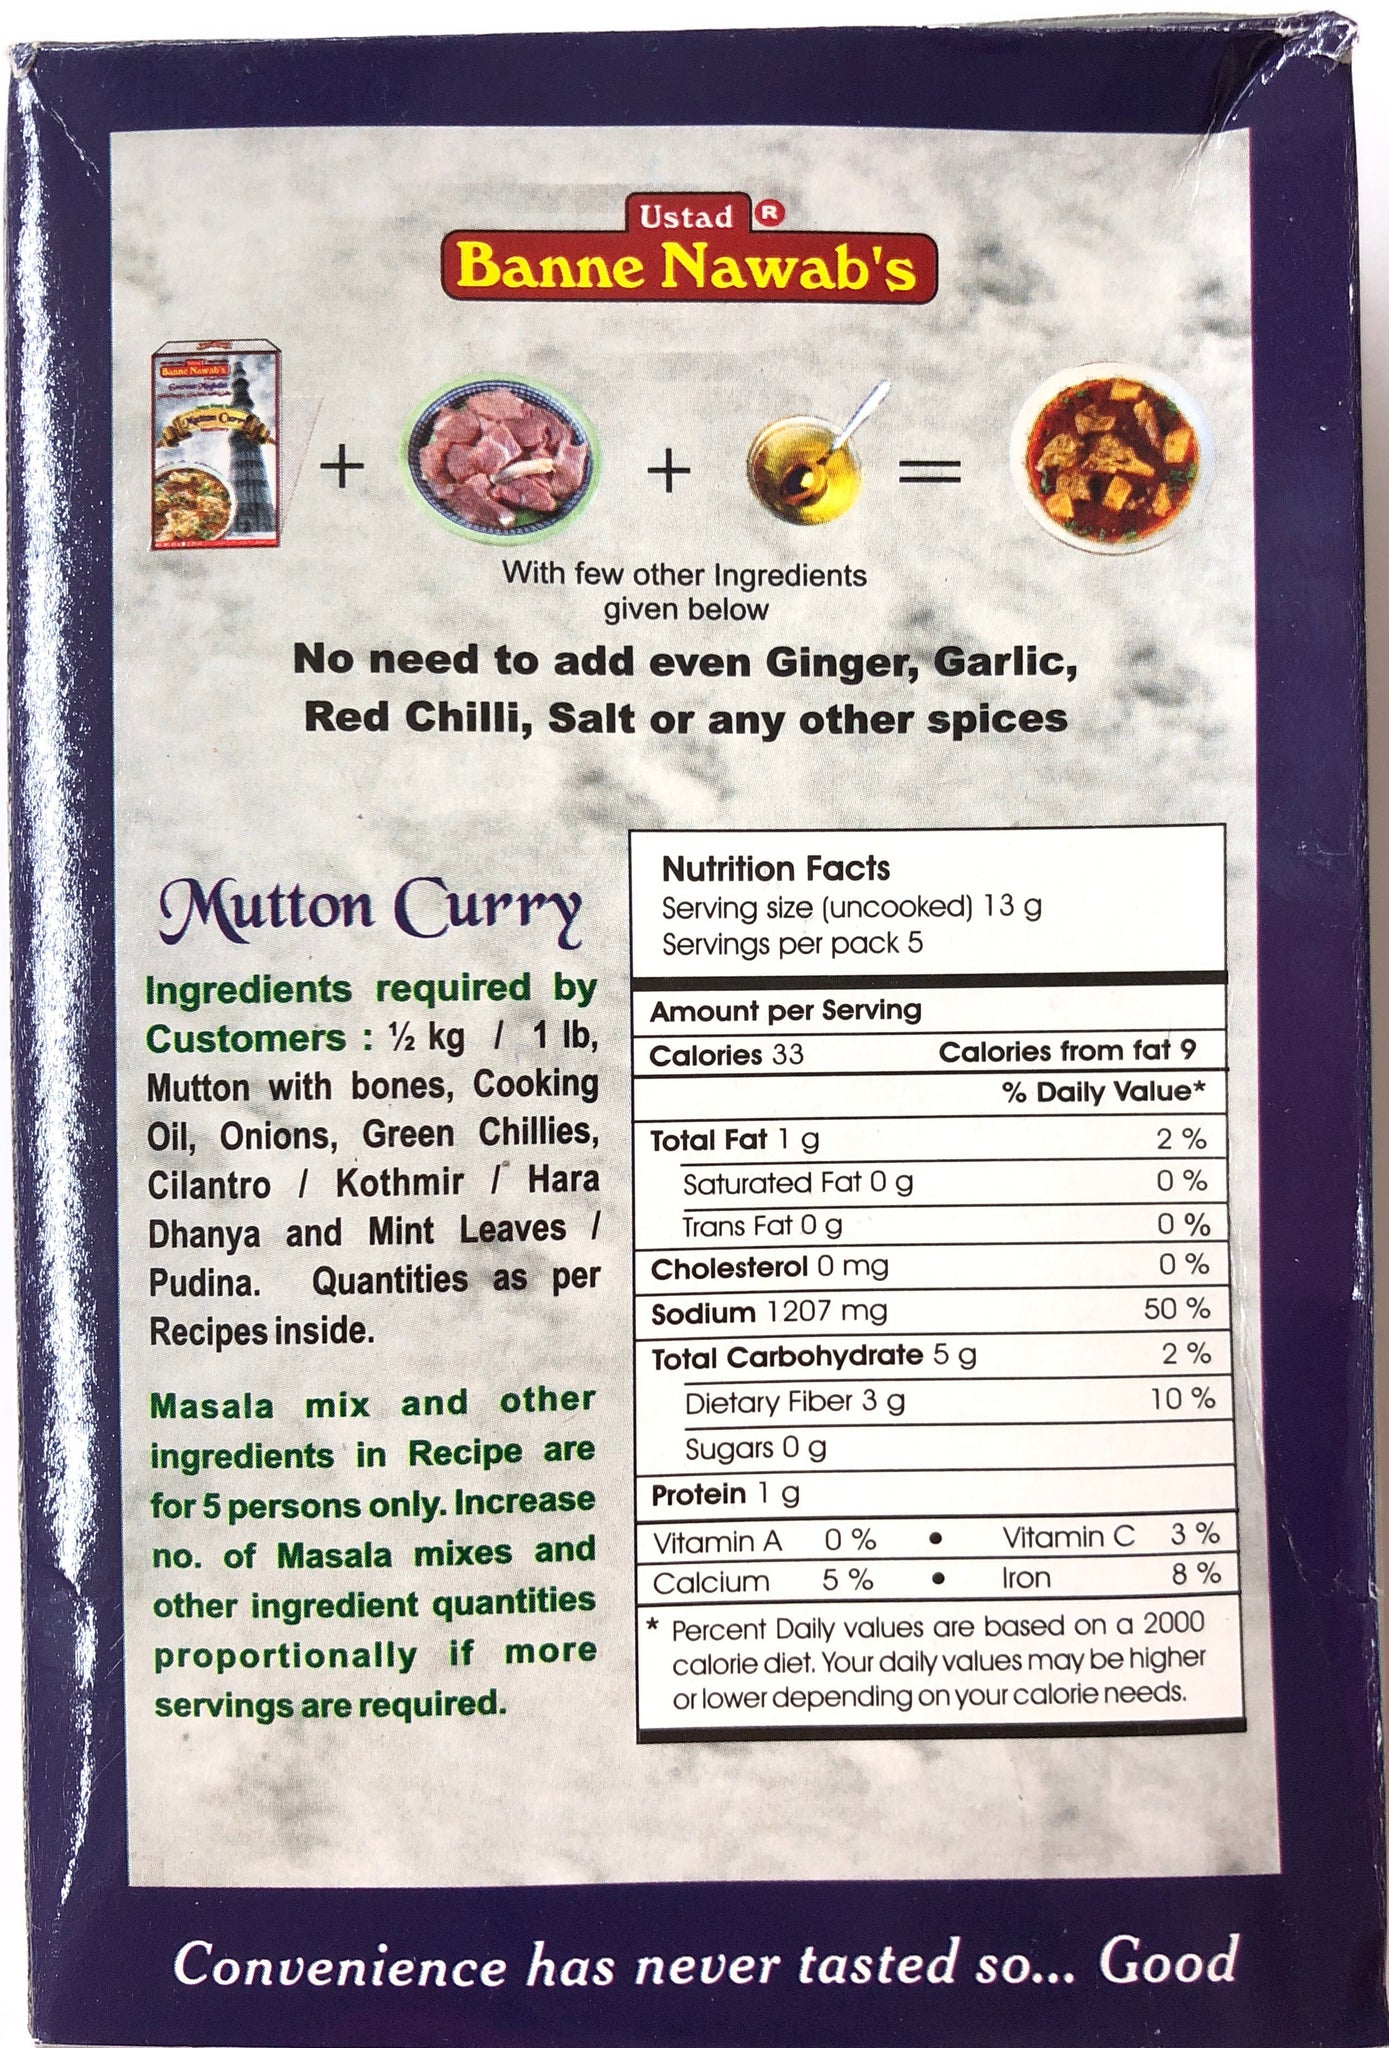 Ustad ®
Banne Nawab's
Banne Nawab's
Mutton Curry
+ + =
With few other Ingredients
given below
No need to add even Ginger, Garlic,
Red Chilli, Salt or any other spices
Mutton Curry
Ingredients required by
Customers : ½ kg / 1 lb,
Mutton with bones, Cooking
Oil, Onions, Green Chillies,
Cilantro / Kothmir / Hara
Dhanya and Mint Leaves /
Pudina. Quantities as per
Recipes inside.
Masala mix and other
ingredients in Recipe are
for 5 persons only. Increase
no. of Masala mixes and
other ingredient quantities
proportionally if more
servings are required.
Nutrition Facts
Serving size (uncooked) 13 g
Servings per pack 5
Amount per Serving
Calories 33 Calories from fat 9
% Daily Value*
Total Fat 1 g 2 %
Saturated Fat 0 g 0 %
Trans Fat 0 g 0 %
Cholesterol 0 mg 0 %
Sodium 1207 mg 50 %
Total Carbohydrate 5 g 2 %
Dietary Fiber 3 g 10 %
Sugars 0 g
Protein 1 g
Vitamin A 0 % • Vitamin C 3 %
Calcium 5 % • Iron 8 %
* Percent Daily values are based on a 2000
calorie diet. Your daily values may be higher
or lower depending on your calorie needs.
Convenience has never tasted so... Good